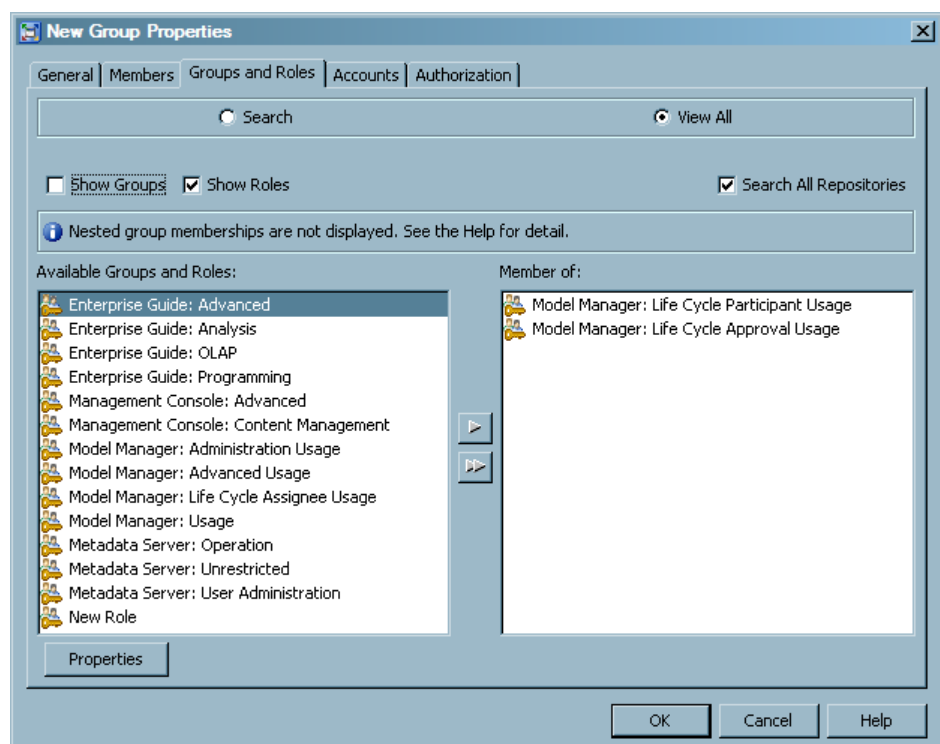 New Group Properties
General Members Groups and Roles Accounts Authorization
Search View All
Show Groups Show Roles Search All Repositories
Nested group memberships are not displayed. See the Help for detail.
Available Groups and Roles: Member of:
Enterprise Guide: Advanced Model Manager: Life Cycle Participant Usage
Enterprise Guide: Analysis Model Manager: Life Cycle Approval Usage
Enterprise Guide: OLAP
Enterprise Guide: Programming
Management Console: Advanced
Management Console: Content Management
Model Manager: Administration Usage
Model Manager: Advanced Usage
Model Manager: Life Cycle Assignee Usage
Model Manager: Usage
Metadata Server: Operation
Metadata Server: Unrestricted
Metadata Server: User Administration
New Role
Properties
OK Cancel Help